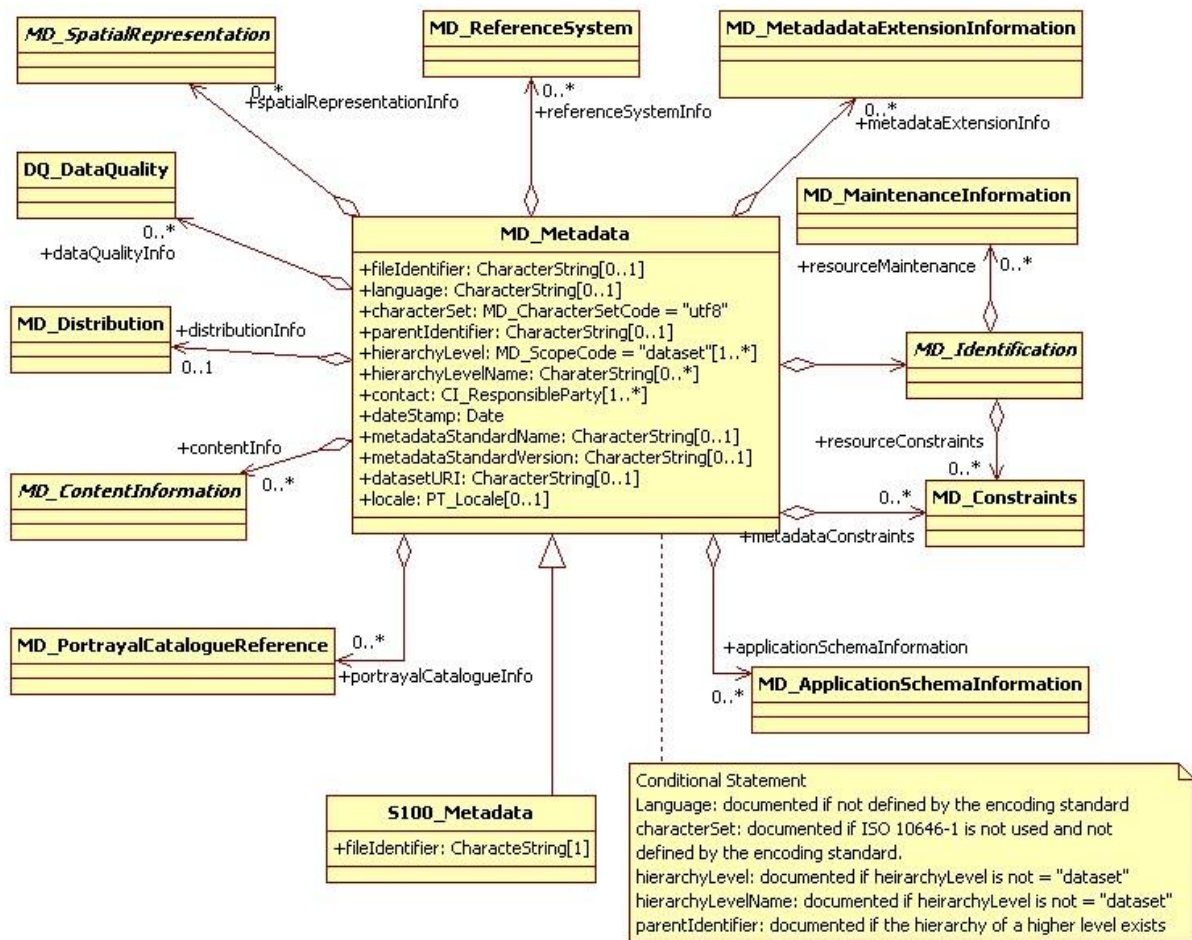 MD_SpatialRepresentation
0..*
+spatialRepresentationInfo
MD_ReferenceSystem
0..*
+referenceSystemInfo
MD_MetadadataExtensionInformation
0..*
+metadataExtensionInfo
DQ_DataQuality
0..*
+dataQualityInfo
MD_MaintenanceInformation
+resourceMaintenance
0..*
MD_Metadata
+fileIdentifier: CharacterString[0..1]
+language: CharacterString[0..1]
+characterSet: MD_CharacterSetCode = "utf8"
+parentIdentifier: CharacterString[0..1]
+hierarchyLevel: MD_ScopeCode = "dataset"[1..*]
+hierarchyLevelName: CharaterString[0..*]
+contact: CI_ResponsibleParty[1..*]
+dateStamp: Date
+metadataStandardName: CharacterString[0..1]
+metadataStandardVersion: CharacterString[0..1]
+datasetURI: CharacterString[0..1]
+locale: PT_Locale[0..1]
MD_Distribution
+distributionInfo
0..1
MD_Identification
+contentInfo
0..*
MD_ContentInformation
+resourceConstraints
0..*
MD_Constraints
0..*
+metadataConstraints
MD_PortrayalCatalogueReference
0..*
+portrayalCatalogueInfo
+applicationSchemaInformation
0..*
MD_ApplicationSchemaInformation
S100_Metadata
+fileIdentifier: CharacteString[1]
Conditional Statement
Language: documented if not defined by the encoding standard
characterSet: documented if ISO 10646-1 is not used and not
defined by the encoding standard.
hierarchyLevel: documented if heirarchyLevel is not = "dataset"
hierarchyLevelName: documented if heirarchyLevel is not = "dataset"
parentIdentifier: documented if the hierarchy of a higher level exists